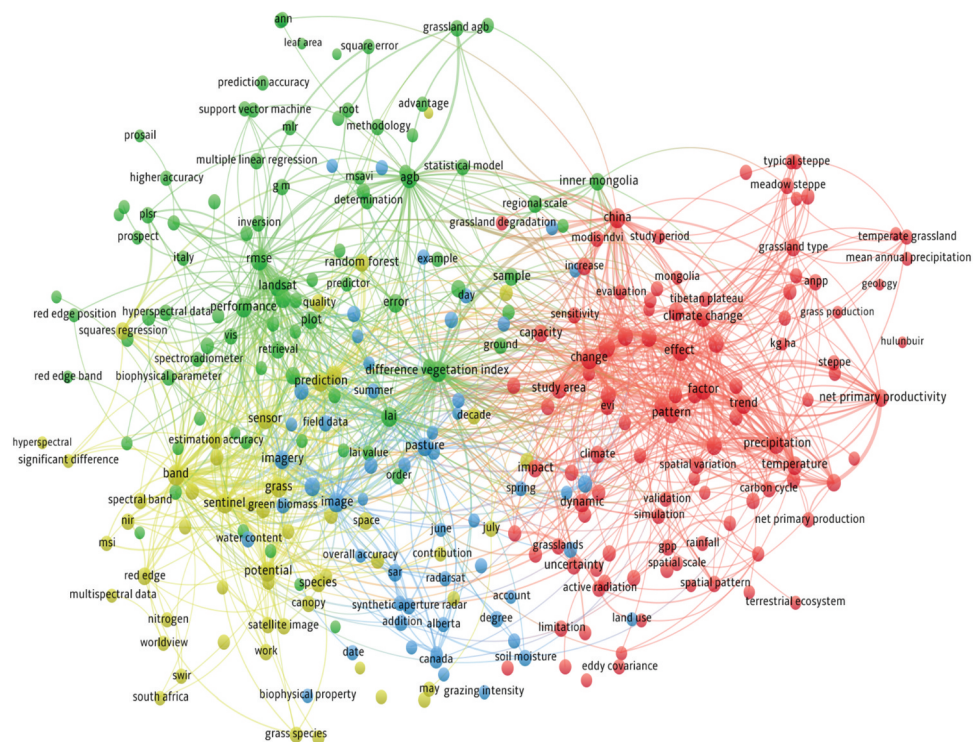 ann
grassland agb
leaf area
square error
prediction accuracy
support vector machine
root
advantage
mlr
methodology
prosail
multiple linear regression
statistical model
typical steppe
higher accuracy
msavi
agb
inner mongolia
meadow steppe
g m
determination
regional scale
plsr
grassland degradation
china
prospect
inversion
modis ndvi
study period
temperate grassland
italy
rmse
random forest
example
grassland type
mean annual precipitation
increase
landsat
predictor
sample
evaluation
mongolia
anpp
geology
red edge position
hyperspectral data
performance
quality
error
day
tibetan plateau
squares regression
plot
sensitivity
climate change
grass production
vis
capacity
kg ha
spectroradiometer
retrieval
ground
change
effect
hulunbuir
red edge band
biophysical parameter
prediction
difference vegetation index
steppe
summer
study area
factor
net primary productivity
sensor
field data
lai
decade
evi
pattern
trend
hyperspectral
estimation accuracy
pasture
precipitation
significant difference
imagery
lai value
climate
band
grass
order
impact
spatial variation
temperature
spectral band
sentinel
green biomass
image
spring
dynamic
carbon cycle
nir
space
validation
water content
june
july
simulation
net primary production
msi
overall accuracy
contribution
grasslands
gpp
rainfall
red edge
potential
sar
radarsat
uncertainty
spatial scale
multispectral data
species
active radiation
spatial pattern
canopy
synthetic aperture radar
account
terrestrial ecosystem
nitrogen
satellite image
addition
alberta
degree
land use
worldview
limitation
work
date
canada
soil moisture
swir
eddy covariance
south africa
biophysical property
may
grazing intensity
grass species